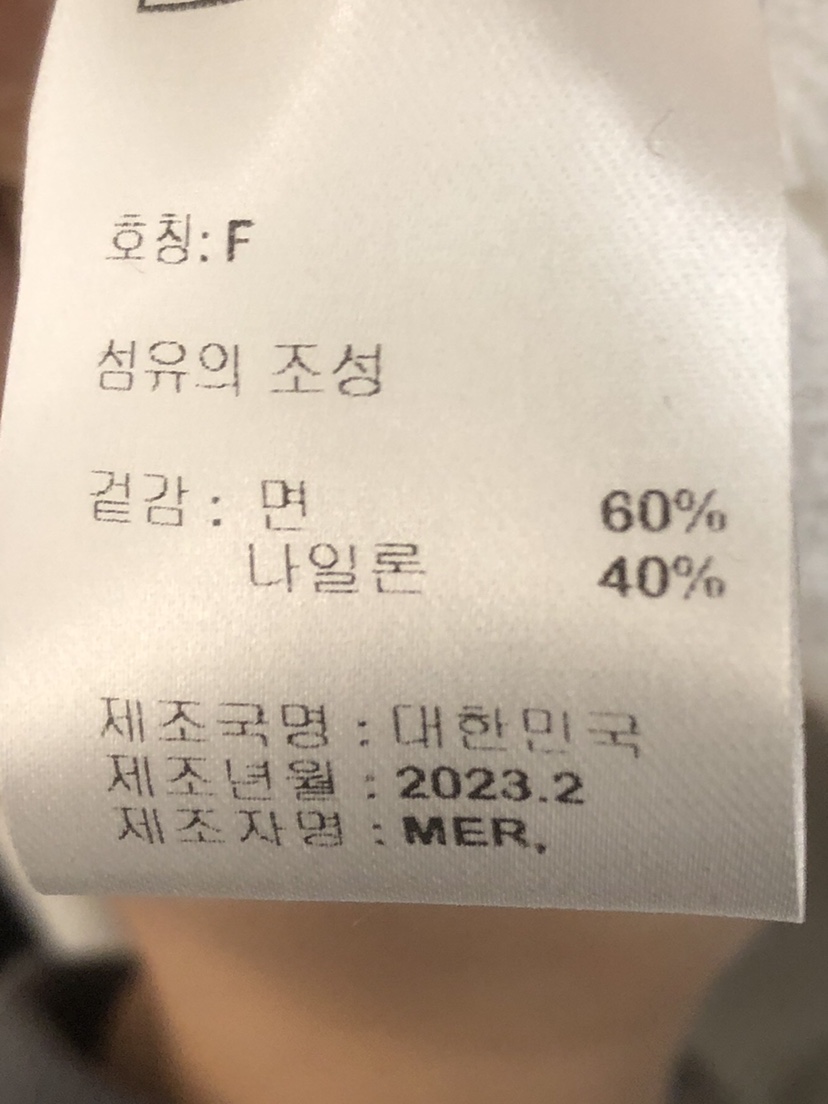 호칭: F
섬유의 조성
겉감 : 면 60%
나일론 40%
제조국명 : 대한민국
제조년월 : 2023.2
제조자명 : MER,